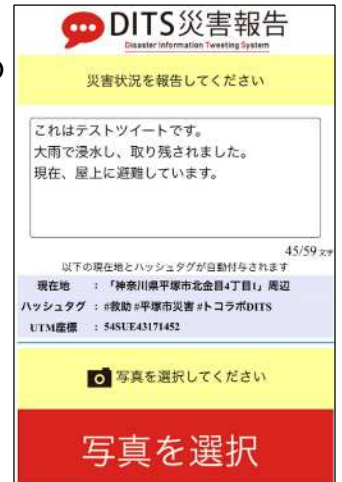 DITS災害報告
Disaster Information Tweeting System
災害状況を報告してください
これはテストツイートです。
大雨で浸水し、取り残されました。
現在、屋上に避難しています。
45/59文字
以下の現在地とハッシュタグが自動付与されます
現在地 : 「神奈川県平塚市北金目4丁目1」周辺
ハッシュタグ : #救助 #平塚市災害 #トコラボDITS
UTM座標 : 54SUE43171452
写真を選択してください
写真を選択